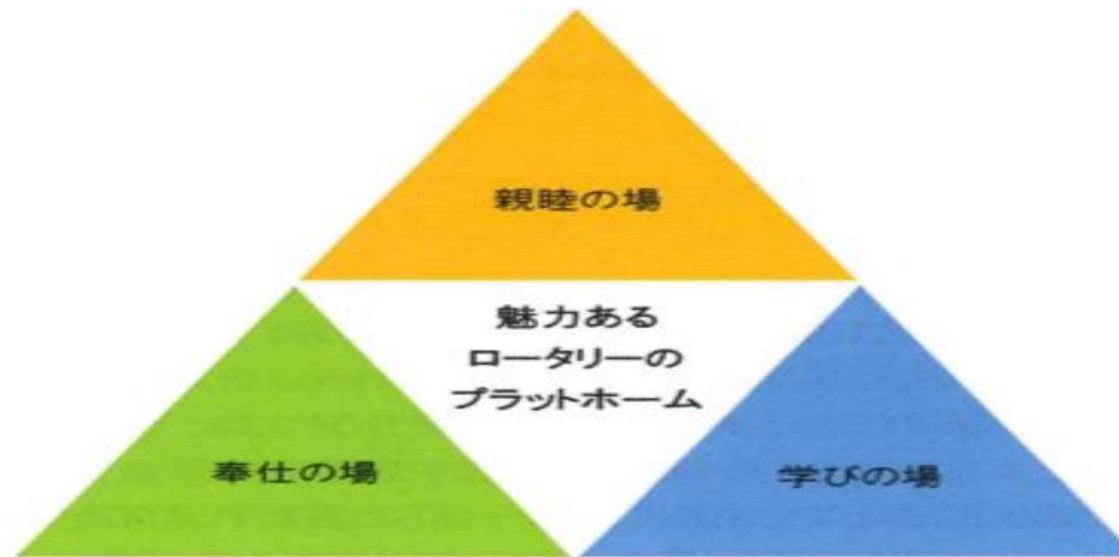 親睦の場
魅力ある
ロータリーの
プラットホーム
奉仕の場
学びの場